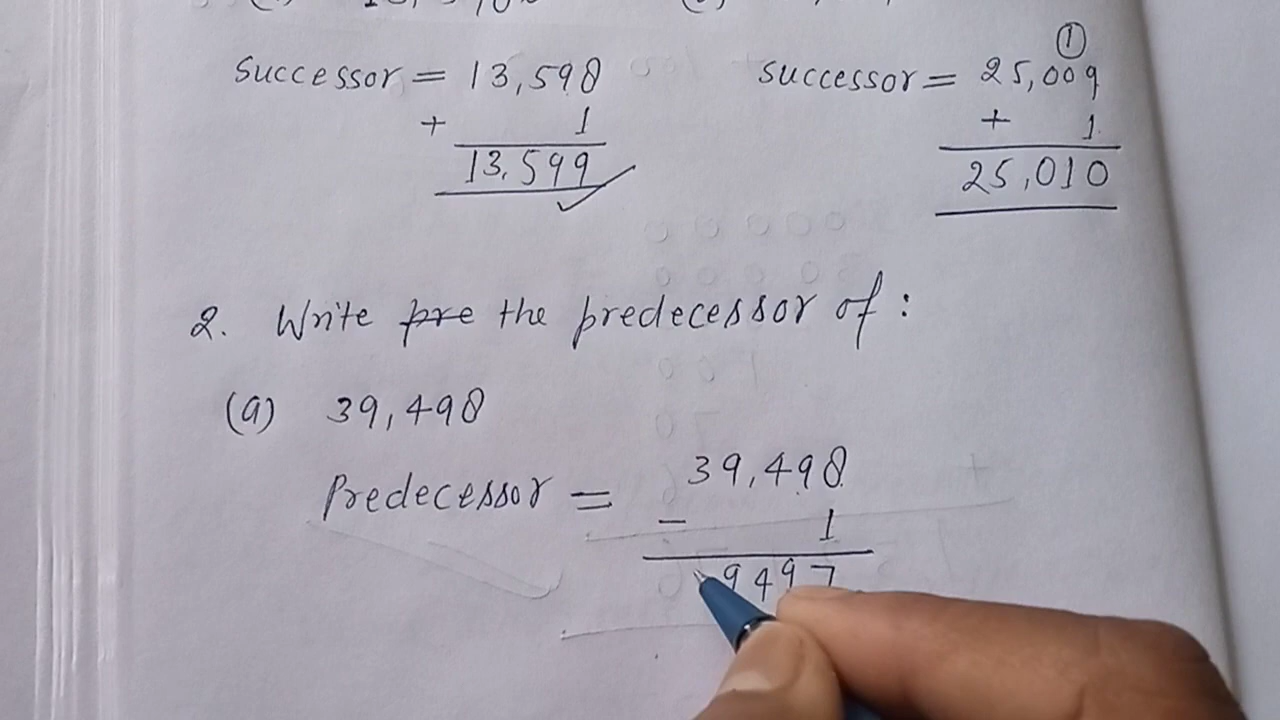 Successor = 13,598
+ 1
13,599
successor = 25,009
1
+ 1
25,010
2. Write pre the predecessor of :
(a) 39,498
Predecessor = 39,498
- 1
9497